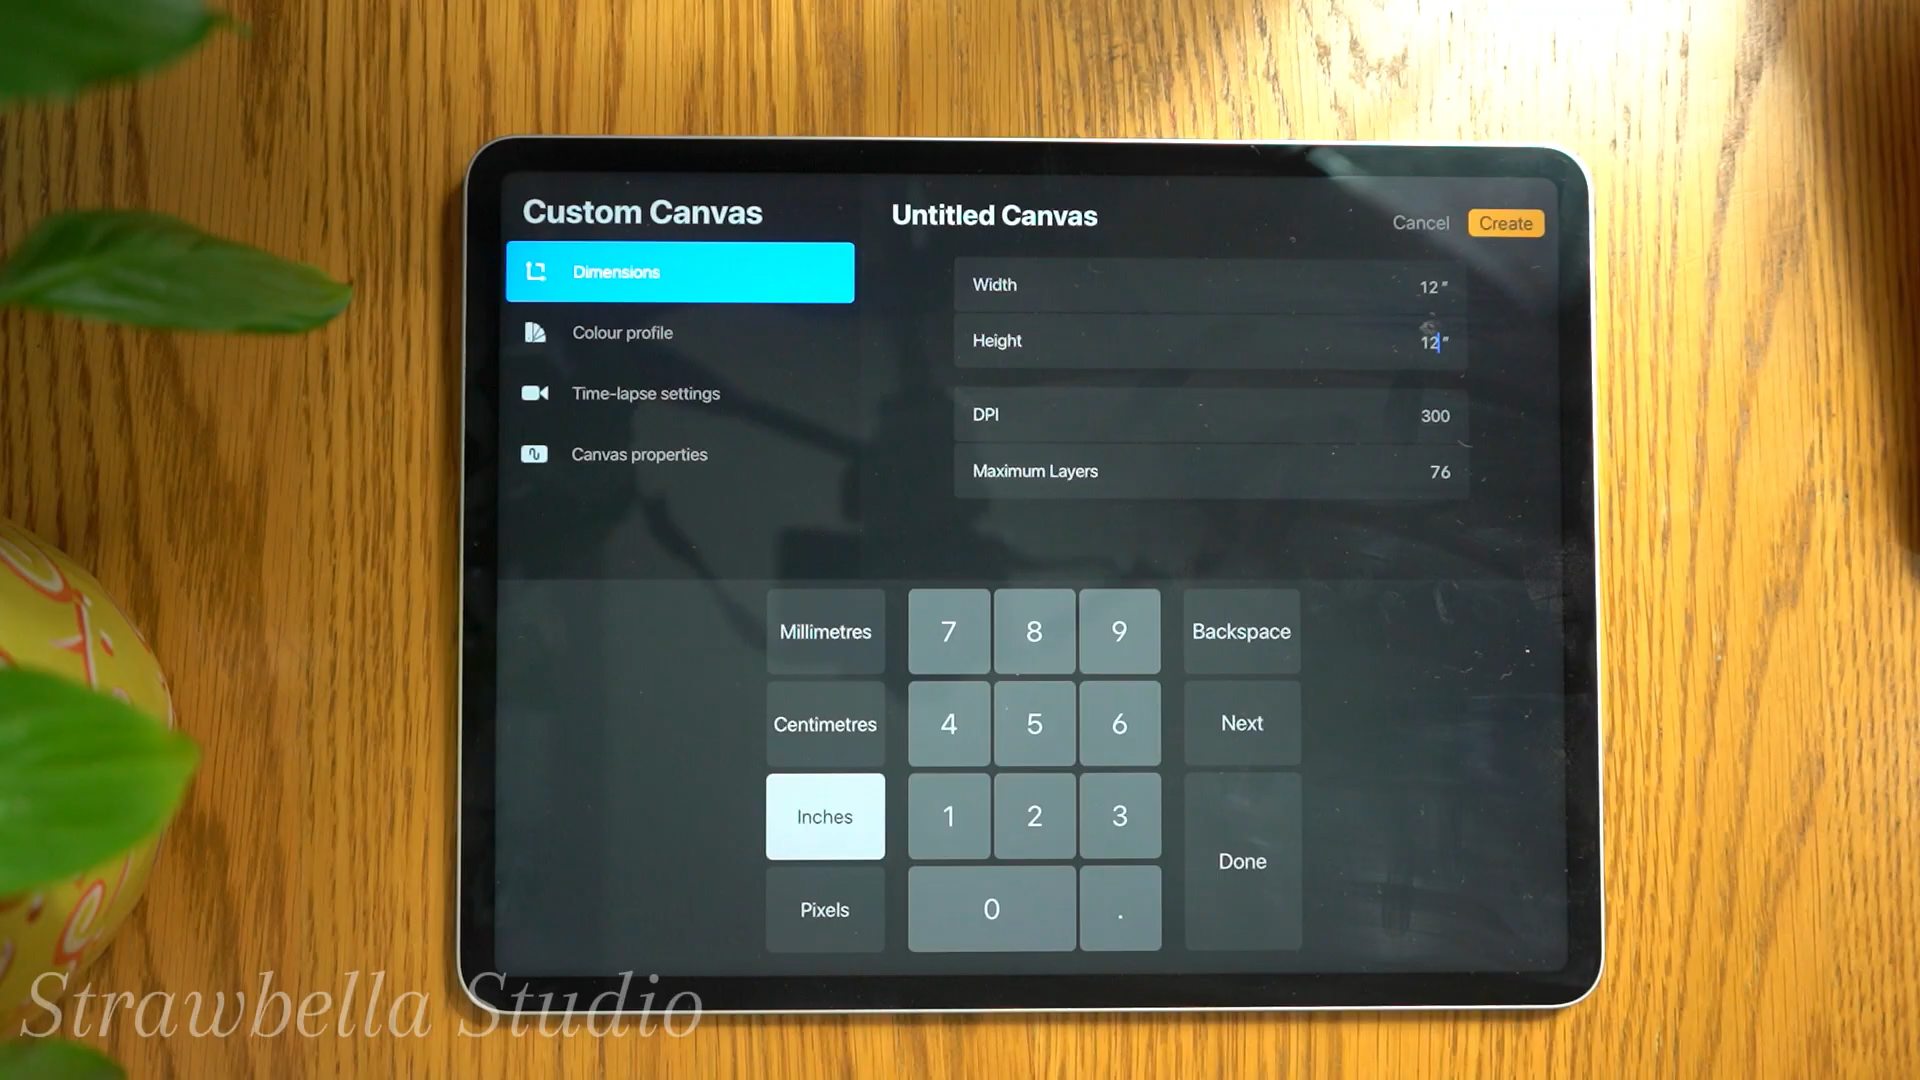 Custom Canvas
Dimensions
Colour profile
Time-lapse settings
Canvas properties
Untitled Canvas
Cancel
Create
Width 12 "
Height 12 "
DPI 300
Maximum Layers 76
Millimetres 7 8 9 Backspace
Centimetres 4 5 6 Next
Inches 1 2 3 Done
Pixels 0 .
Strawbella Studio